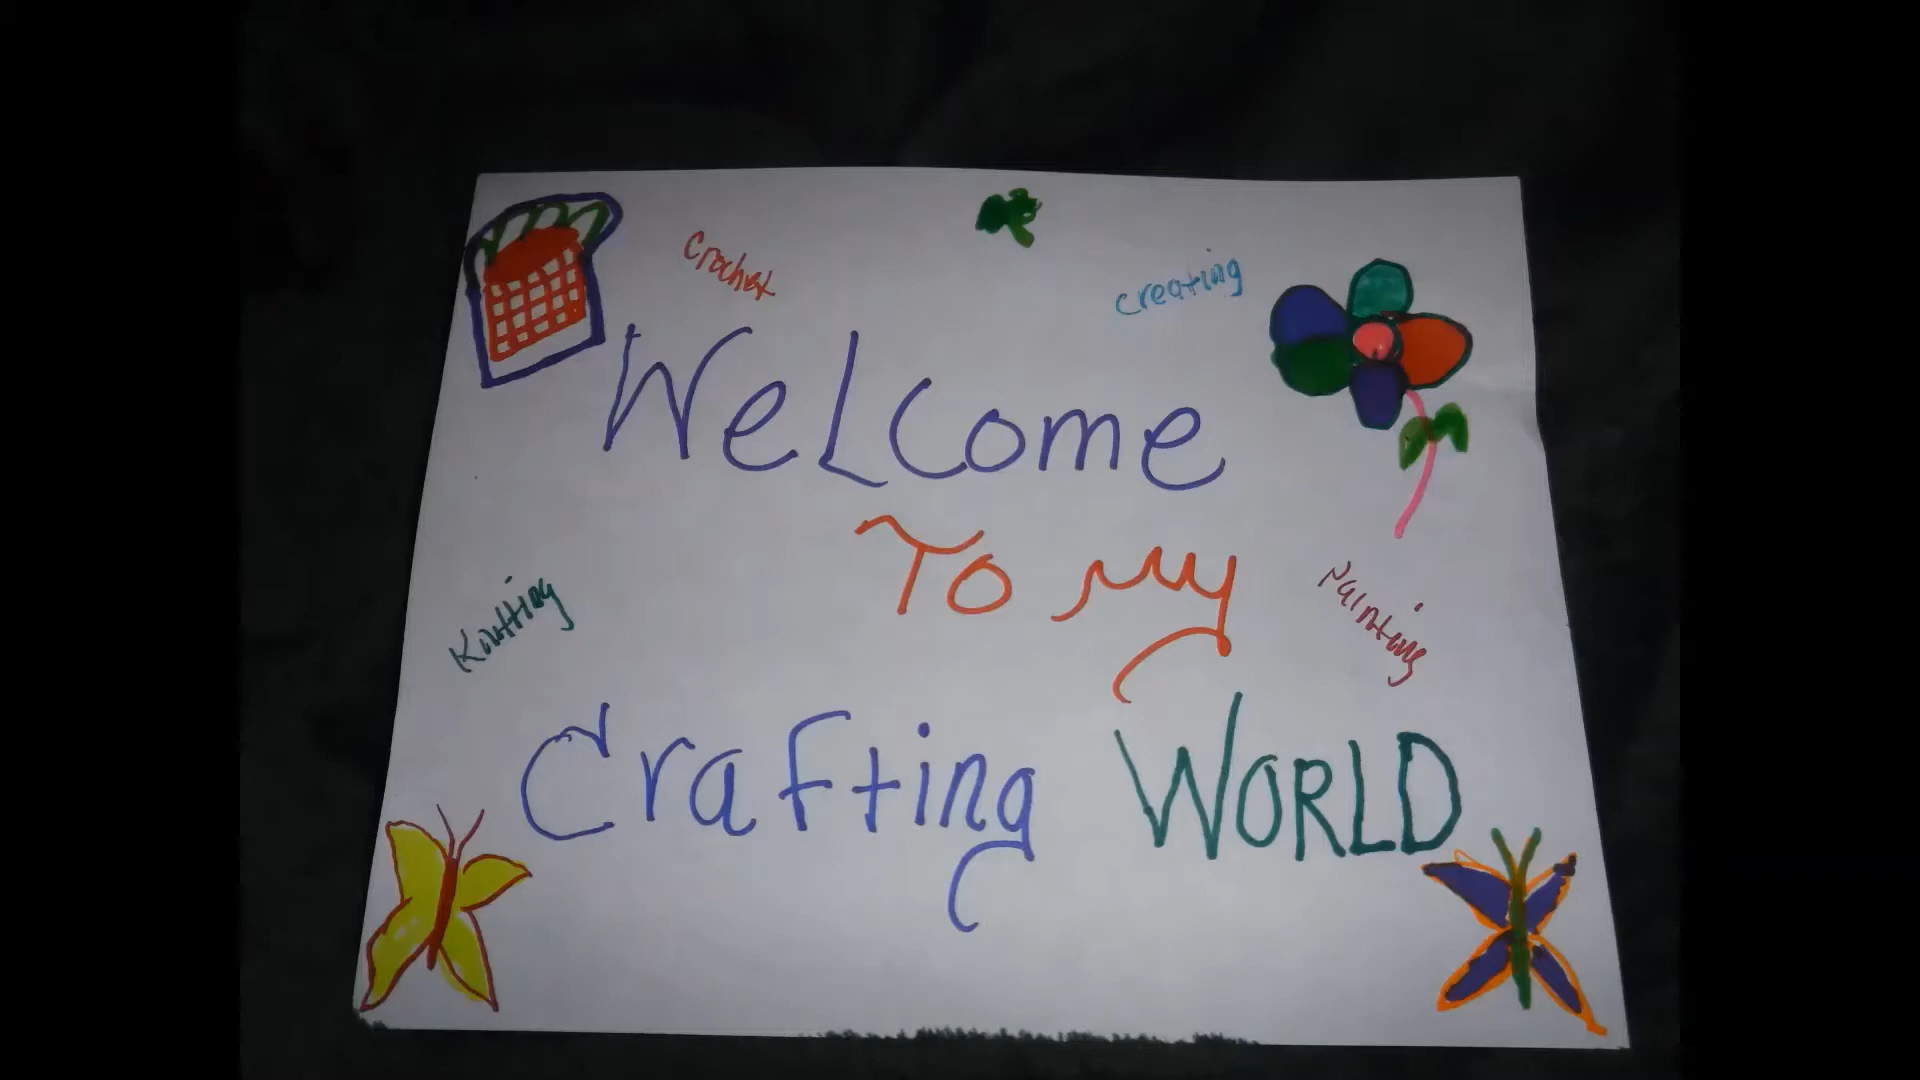 Crochet
creating
WeLcome
To my
Knitting
Painting
Crafting WORLD